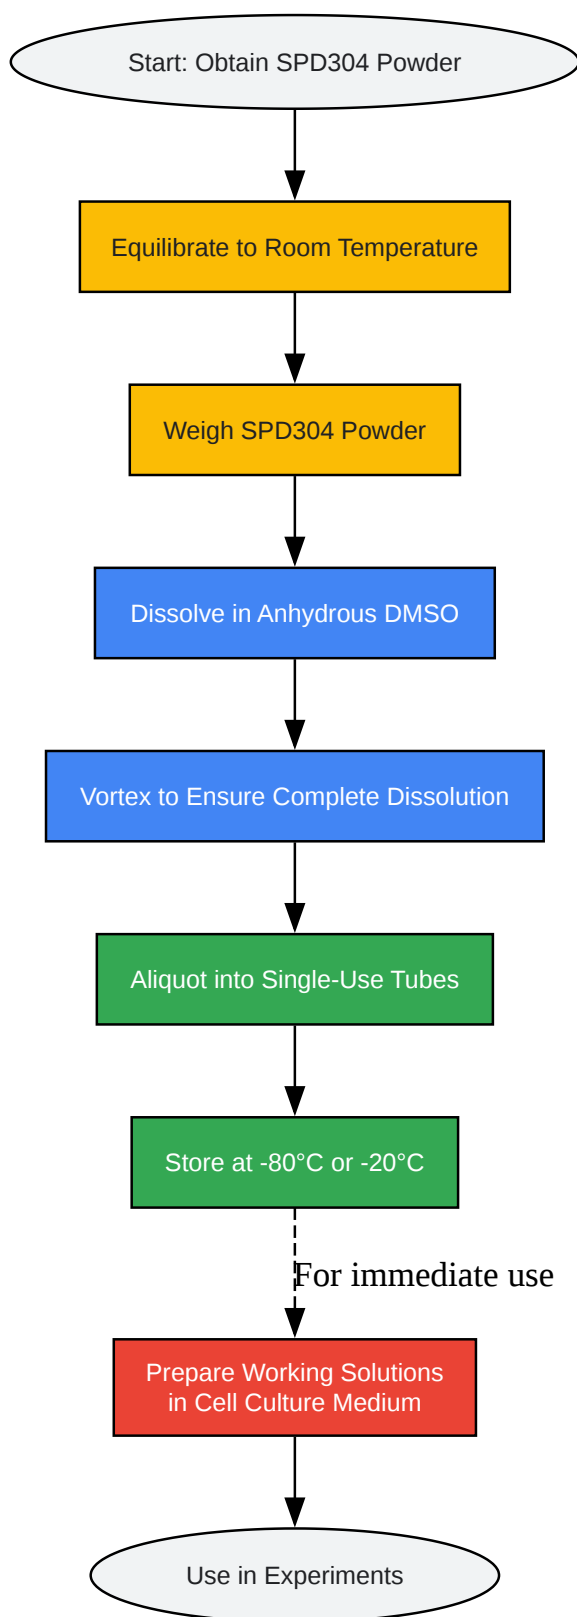 Start: Obtain SPD304 Powder
Equilibrate to Room Temperature
Weigh SPD304 Powder
Dissolve in Anhydrous DMSO
Vortex to Ensure Complete Dissolution
Aliquot into Single-Use Tubes
Store at -80°C or -20°C
For immediate use
Prepare Working Solutions
in Cell Culture Medium
Use in Experiments